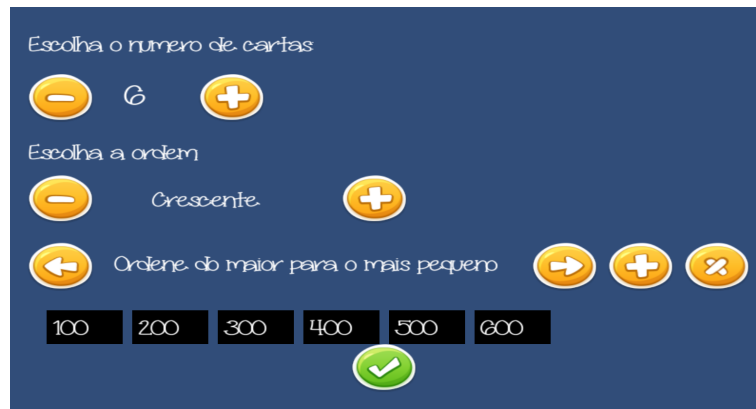 Escolha o numero de cartas:
6
Escolha a ordem
Crescente
Ordene do maior para o mais pequeno
100 200 300 400 500 600